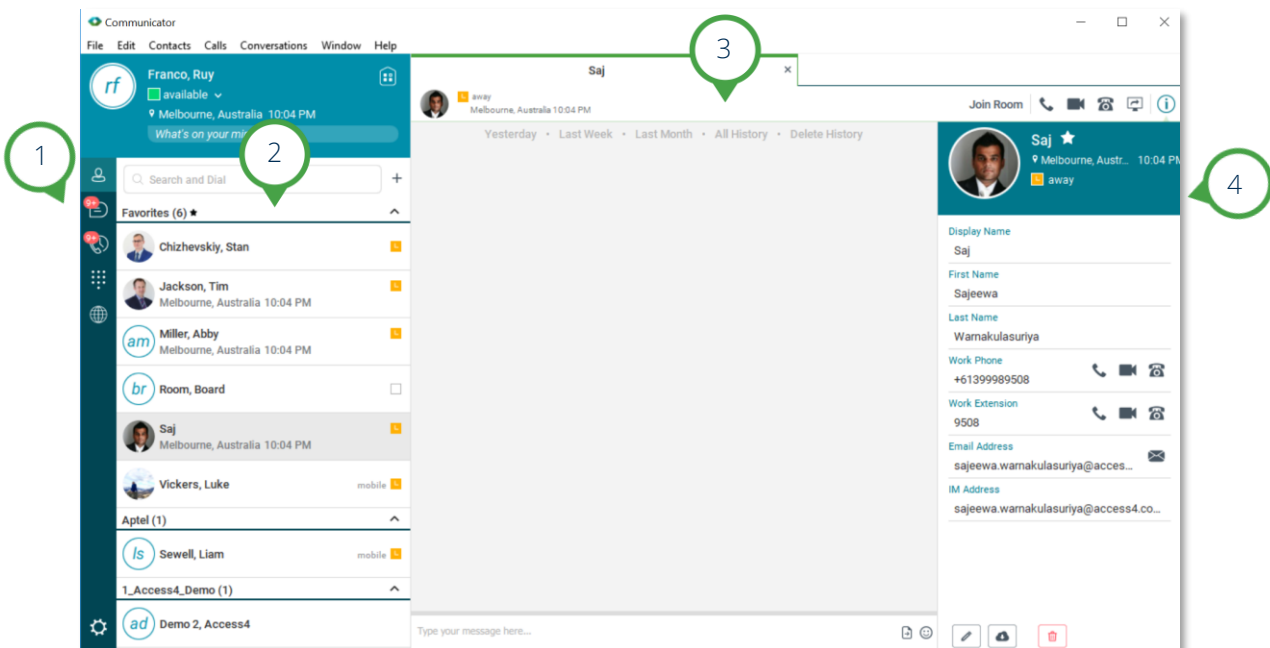 Communicator
File Edit Contacts Calls Conversations Window Help
3
rf
Franco, Ruy
available
Melbourne, Australia 10:04 PM
What's on your
1
2
Search and Dial
+
9+
9+
Favorites (6)
Chizhevskiy, Stan
Jackson, Tim
Melbourne, Australia 10:04 PM
am
Miller, Abby
Melbourne, Australia 10:04 PM
br
Room, Board
Saj
Melbourne, Australia 10:04 PM
Vickers, Luke
mobile
Aptel (1)
ls
Sewell, Liam
mobile
1_Access4_Demo (1)
ad
Demo 2, Access4
Saj
away
Melbourne, Australia 10:04 PM
Join Room
Yesterday • Last Week • Last Month • All History • Delete History
Type your message here...
4
Saj
Melbourne, Austr... 10:04 PM
away
Display Name
Saj
First Name
Sajeewa
Last Name
Warnakulasuriya
Work Phone
+61399989508
Work Extension
9508
Email Address
sajeewa.warnakulasuriya@acces...
IM Address
sajeewa.warnakulasuriya@access4.co...